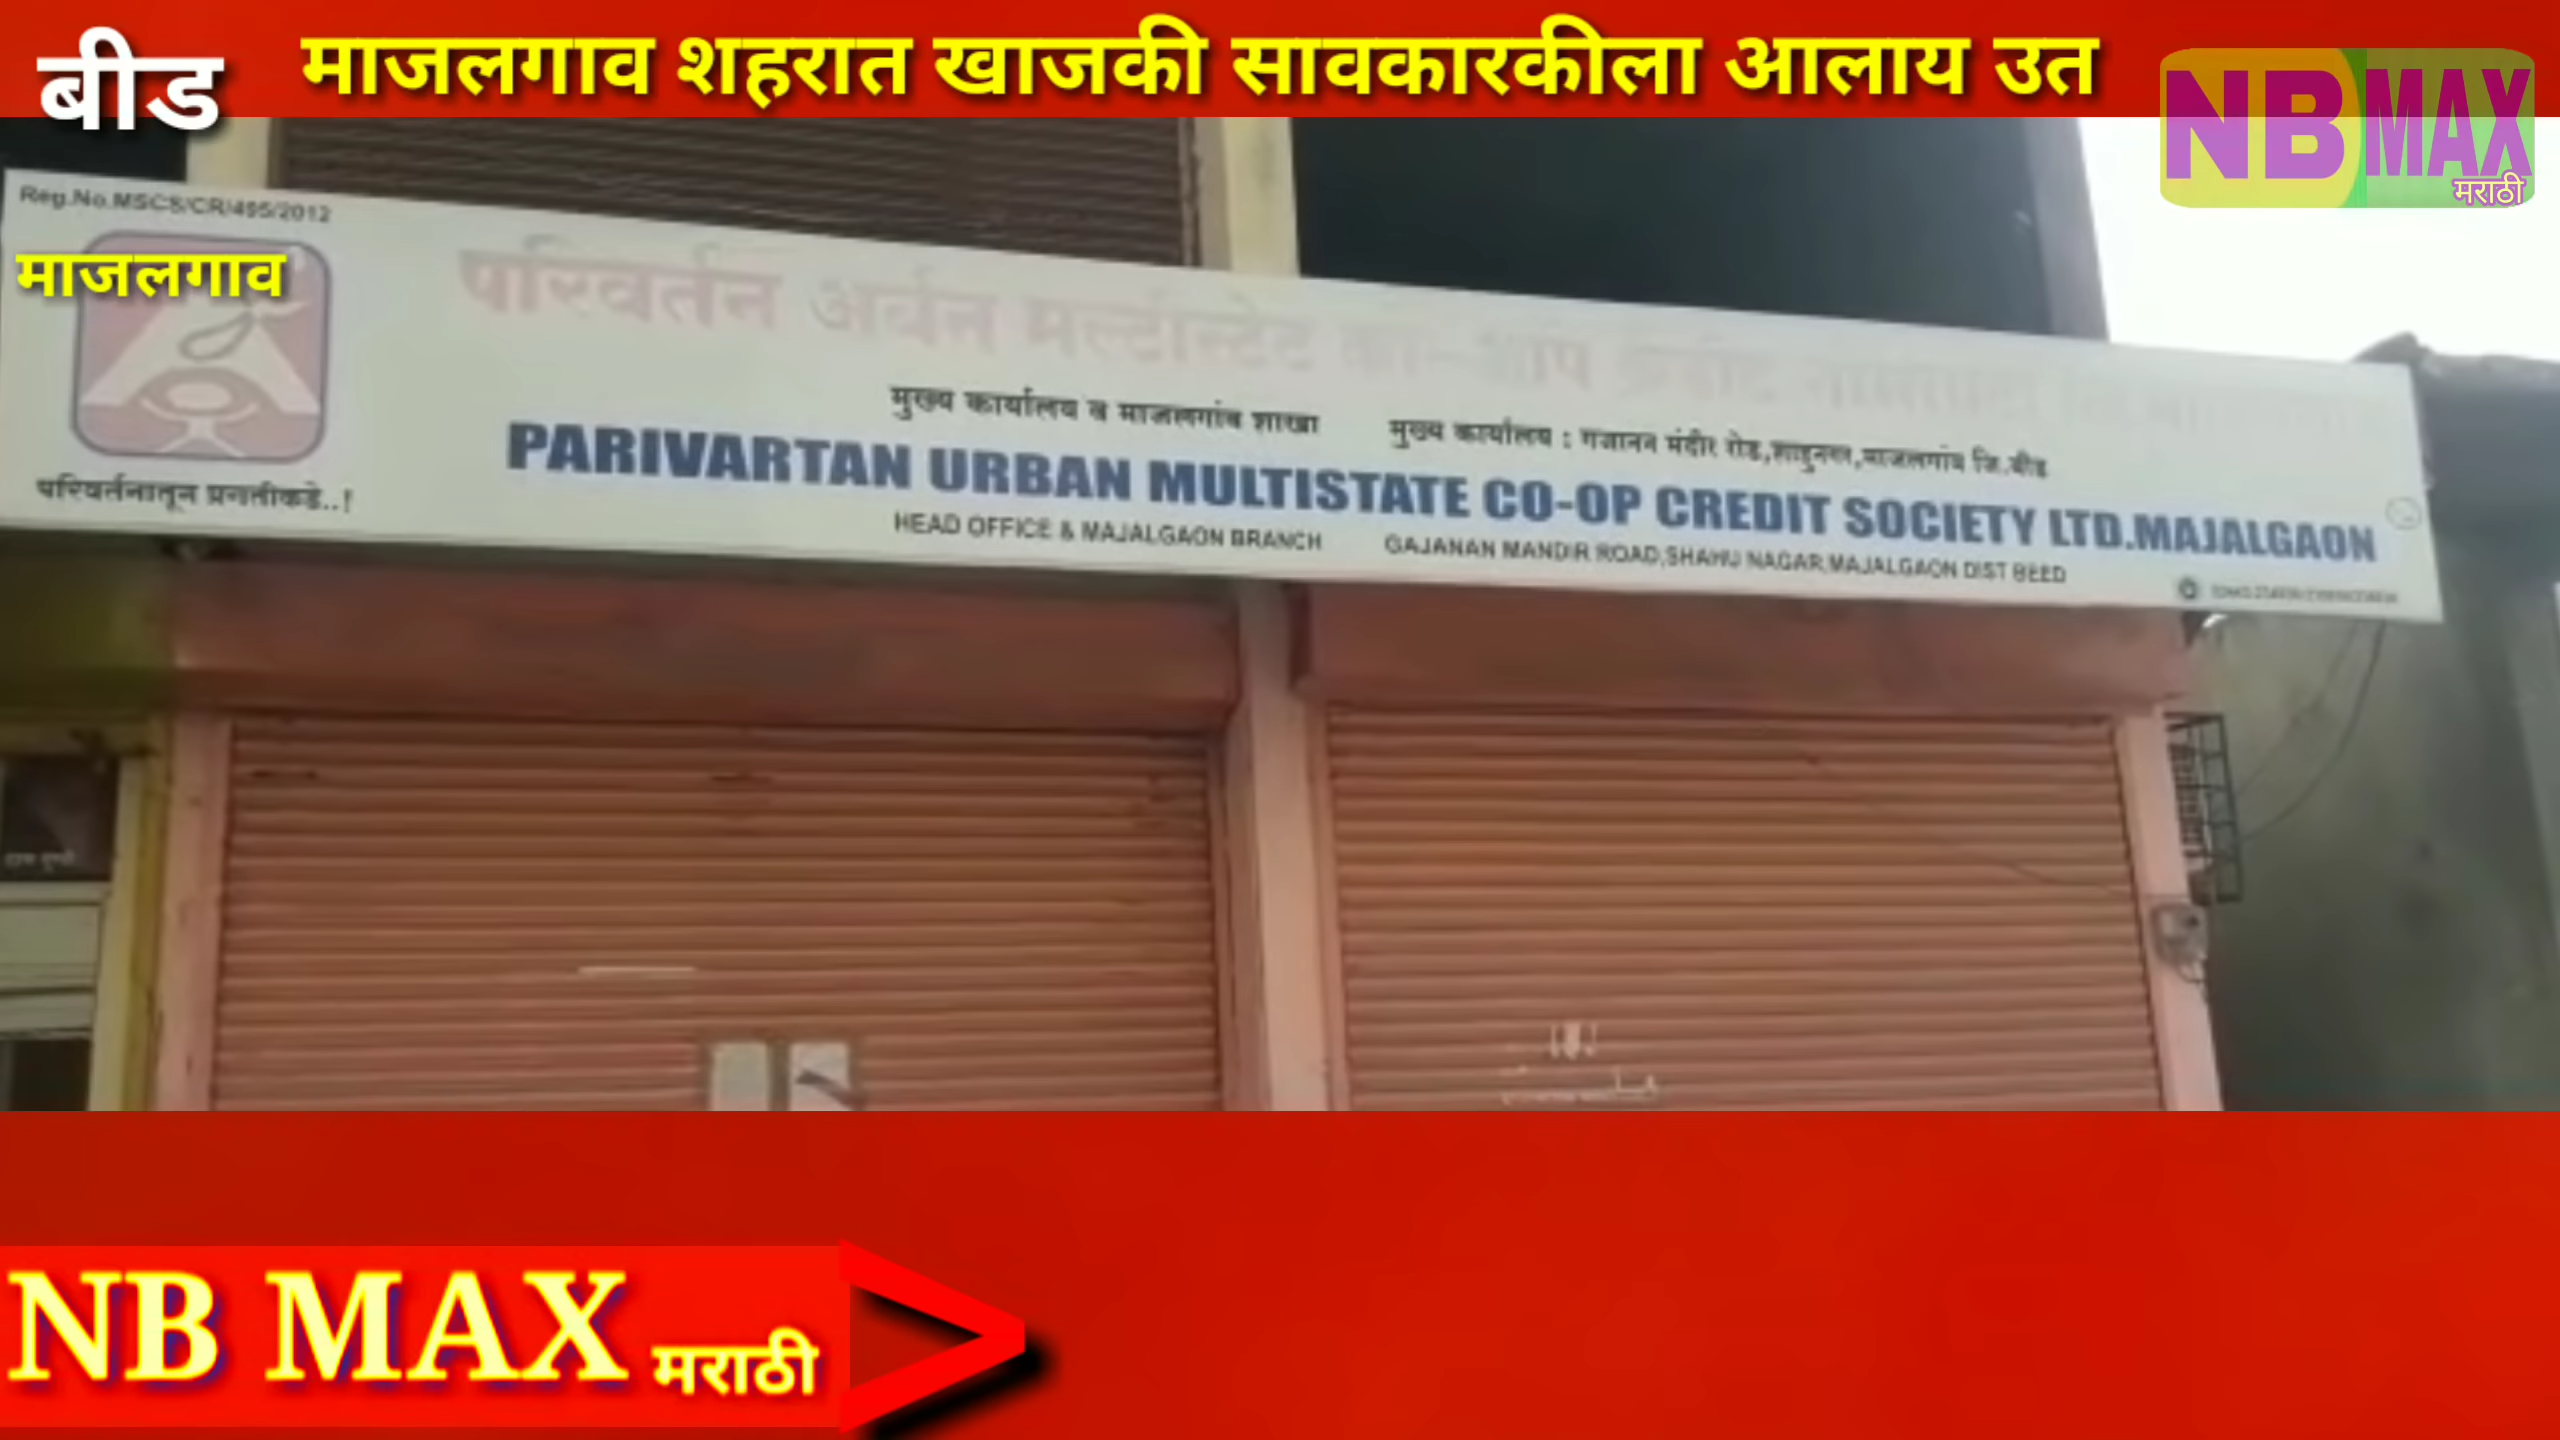 बीड
माजलगाव शहरात खाजकी सावकारकीला आलाय उत
NB MAX
मराठी
Reg.No.MSCS/CR/495/2012
माजलगाव
परिवर्तन अर्बन मल्टीस्टेट को-ऑप क्रेडीट
मुख्य कार्यालय व माजलगांव शाखा मुख्य कार्यालय : गजानन मंदीर रोड,शाहुनगर,माजलगांव जि.बीड
PARIVARTAN URBAN MULTISTATE CO-OP CREDIT SOCIETY LTD.MAJALGAON
परिवर्तनातून प्रगतीकडे..!
HEAD OFFICE & MAJALGAON BRANCH GAJANAN MANDIR ROAD,SHAHU NAGAR,MAJALGAON DIST BEED
NB MAX मराठी